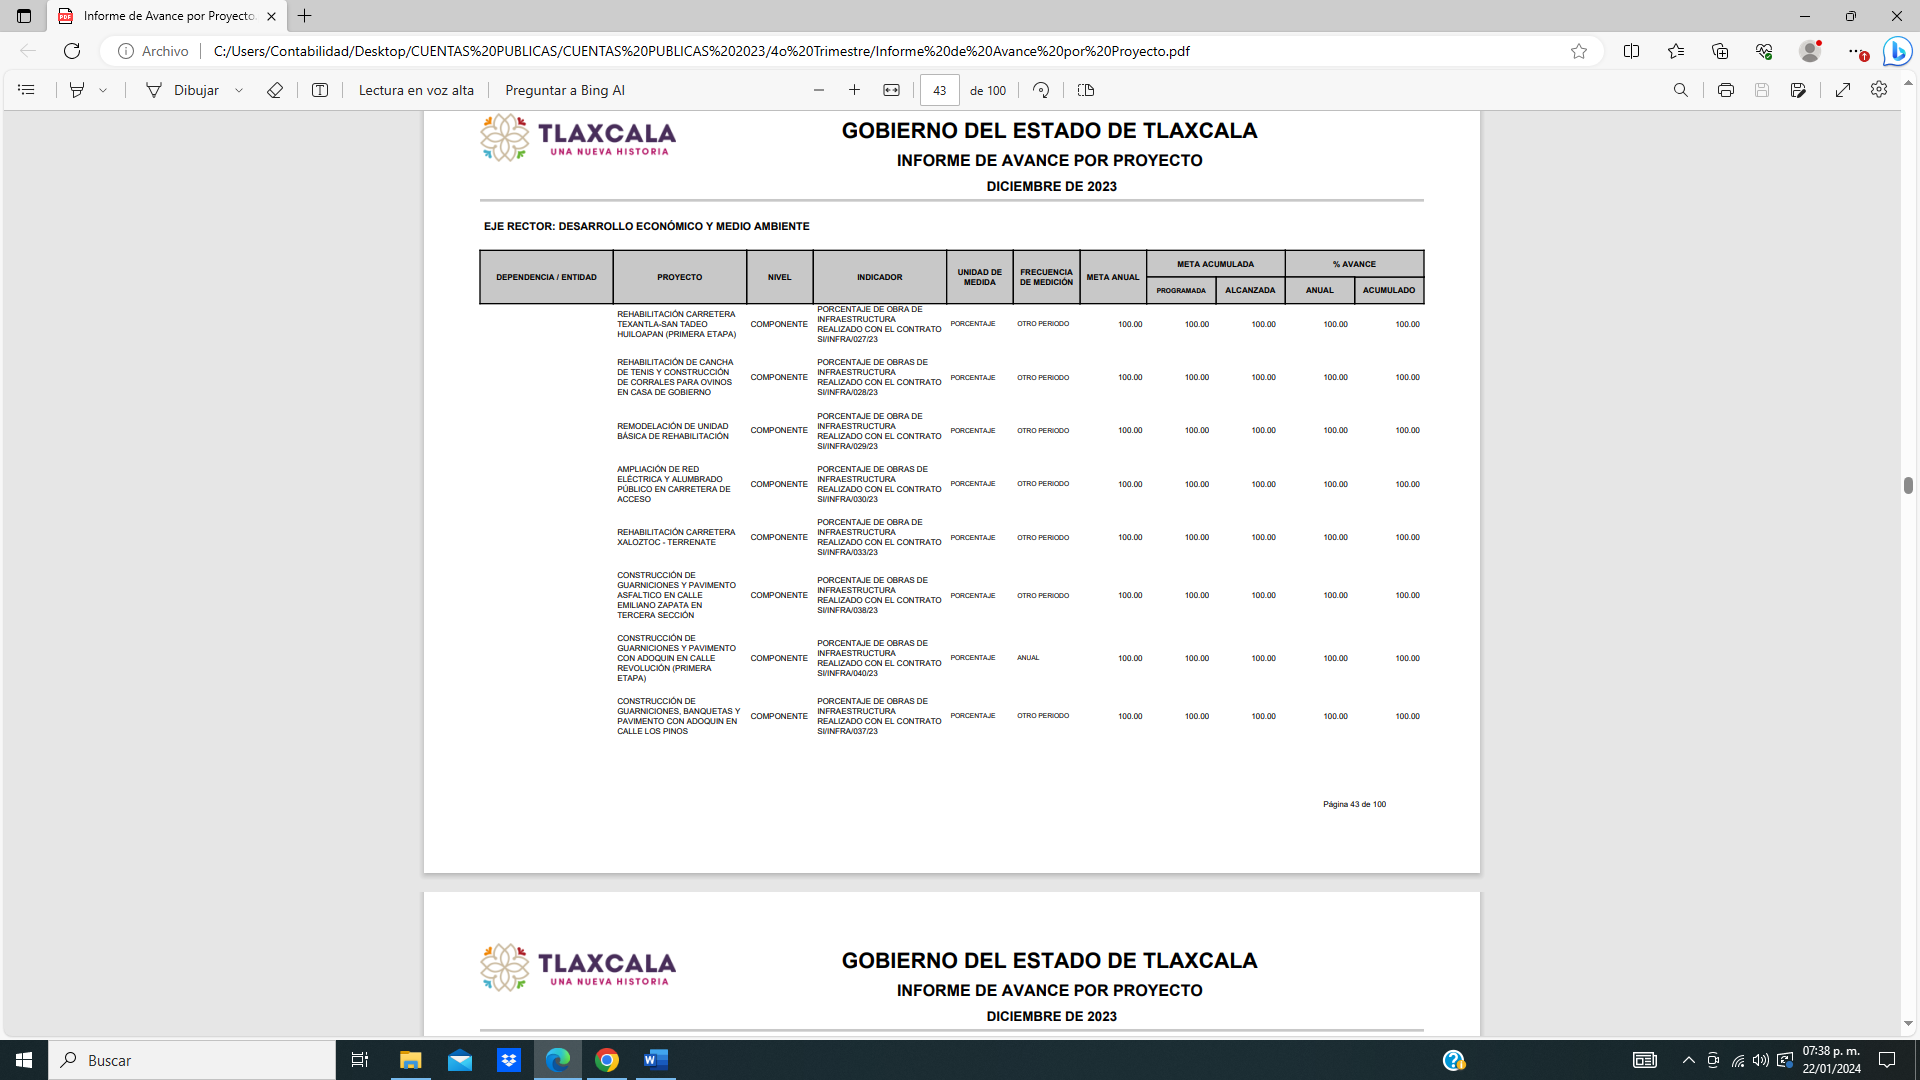 Informe de Avance por Proyecto.
Archivo
C:/Users/Contabilidad/Desktop/CUENTAS%20PUBLICAS/CUENTAS%20PUBLICAS%202023/4o%20Trimestre/Informe%20de%20Avance%20por%20Proyecto.pdf
Dibujar
Lectura en voz alta
Preguntar a Bing AI
43
de 100
TLAXCALA
UNA NUEVA HISTORIA
GOBIERNO DEL ESTADO DE TLAXCALA
INFORME DE AVANCE POR PROYECTO
DICIEMBRE DE 2023
EJE RECTOR: DESARROLLO ECONÓMICO Y MEDIO AMBIENTE
DEPENDENCIA / ENTIDAD
PROYECTO
NIVEL
INDICADOR
UNIDAD DE
MEDIDA
FRECUENCIA
DE MEDICIÓN
META ANUAL
META ACUMULADA
PROGRAMADA
ALCANZADA
% AVANCE
ANUAL
ACUMULADO
REHABILITACIÓN CARRETERA
TEXANTLA-SAN TADEO
HUILOAPAN (PRIMERA ETAPA)
COMPONENTE
PORCENTAJE DE OBRA DE
INFRAESTRUCTURA
REALIZADO CON EL CONTRATO
SI/INFRA/027/23
PORCENTAJE
OTRO PERIODO
100.00
100.00
100.00
100.00
100.00
REHABILITACIÓN DE CANCHA
DE TENIS Y CONSTRUCCIÓN
DE CORRALES PARA OVINOS
EN CASA DE GOBIERNO
COMPONENTE
PORCENTAJE DE OBRAS DE
INFRAESTRUCTURA
REALIZADO CON EL CONTRATO
SI/INFRA/028/23
PORCENTAJE
OTRO PERIODO
100.00
100.00
100.00
100.00
100.00
REMODELACIÓN DE UNIDAD
BÁSICA DE REHABILITACIÓN
COMPONENTE
PORCENTAJE DE OBRA DE
INFRAESTRUCTURA
REALIZADO CON EL CONTRATO
SI/INFRA/029/23
PORCENTAJE
OTRO PERIODO
100.00
100.00
100.00
100.00
100.00
AMPLIACIÓN DE RED
ELÉCTRICA Y ALUMBRADO
PÚBLICO EN CARRETERA DE
ACCESO
COMPONENTE
PORCENTAJE DE OBRAS DE
INFRAESTRUCTURA
REALIZADO CON EL CONTRATO
SI/INFRA/030/23
PORCENTAJE
OTRO PERIODO
100.00
100.00
100.00
100.00
100.00
REHABILITACIÓN CARRETERA
XALOZTOC - TERRENATE
COMPONENTE
PORCENTAJE DE OBRA DE
INFRAESTRUCTURA
REALIZADO CON EL CONTRATO
SI/INFRA/033/23
PORCENTAJE
OTRO PERIODO
100.00
100.00
100.00
100.00
100.00
CONSTRUCCIÓN DE
GUARNICIONES Y PAVIMENTO
ASFALTICO EN CALLE
EMILIANO ZAPATA EN
TERCERA SECCIÓN
COMPONENTE
PORCENTAJE DE OBRAS DE
INFRAESTRUCTURA
REALIZADO CON EL CONTRATO
SI/INFRA/038/23
PORCENTAJE
OTRO PERIODO
100.00
100.00
100.00
100.00
100.00
CONSTRUCCIÓN DE
GUARNICIONES Y PAVIMENTO
CON ADOQUIN EN CALLE
REVOLUCIÓN (PRIMERA
ETAPA)
COMPONENTE
PORCENTAJE DE OBRAS DE
INFRAESTRUCTURA
REALIZADO CON EL CONTRATO
SI/INFRA/040/23
PORCENTAJE
ANUAL
100.00
100.00
100.00
100.00
100.00
CONSTRUCCIÓN DE
GUARNICIONES, BANQUETAS Y
PAVIMENTO CON ADOQUIN EN
CALLE LOS PINOS
COMPONENTE
PORCENTAJE DE OBRAS DE
INFRAESTRUCTURA
REALIZADO CON EL CONTRATO
SI/INFRA/037/23
PORCENTAJE
OTRO PERIODO
100.00
100.00
100.00
100.00
100.00
Página 43 de 100
TLAXCALA
UNA NUEVA HISTORIA
GOBIERNO DEL ESTADO DE TLAXCALA
INFORME DE AVANCE POR PROYECTO
DICIEMBRE DE 2023
Buscar
07:38 p. m.
22/01/2024